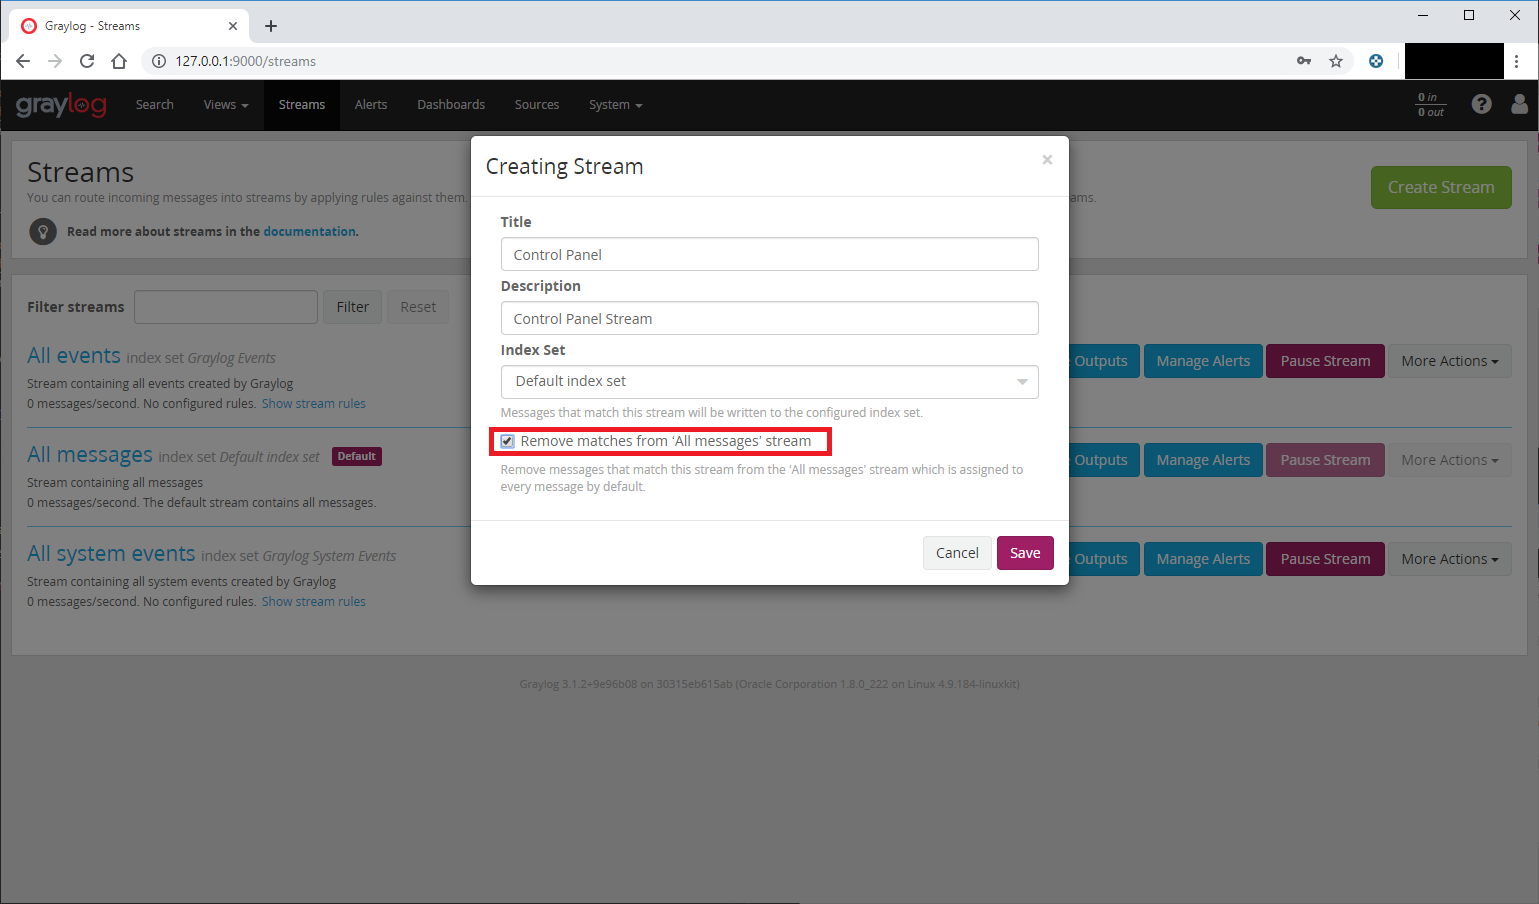 Graylog - Streams
127.0.0.1:9000/streams
graylog
Search Views Streams Alerts Dashboards Sources System
0 in
0 out
Streams
You can route incoming messages into streams by applying rules against them.
ams.
Create Stream
Read more about streams in the documentation.
Creating Stream
×
Title
Control Panel
Description
Control Panel Stream
Index Set
Default index set
Messages that match this stream will be written to the configured index set.
Remove matches from ‘All messages’ stream
Remove messages that match this stream from the ‘All messages’ stream which is assigned to
every message by default.
Cancel Save
Filter streams Filter Reset
All events index set Graylog Events
Outputs Manage Alerts Pause Stream More Actions
Stream containing all events created by Graylog
0 messages/second. No configured rules. Show stream rules
All messages index set Default index set Default
Outputs Manage Alerts Pause Stream More Actions
Stream containing all messages
0 messages/second. The default stream contains all messages.
All system events index set Graylog System Events
Outputs Manage Alerts Pause Stream More Actions
Stream containing all system events created by Graylog
0 messages/second. No configured rules. Show stream rules
Graylog 3.1.2+9e96b08 on 30315eb615ab (Oracle Corporation 1.8.0_222 on Linux 4.9.184-linuxkit)